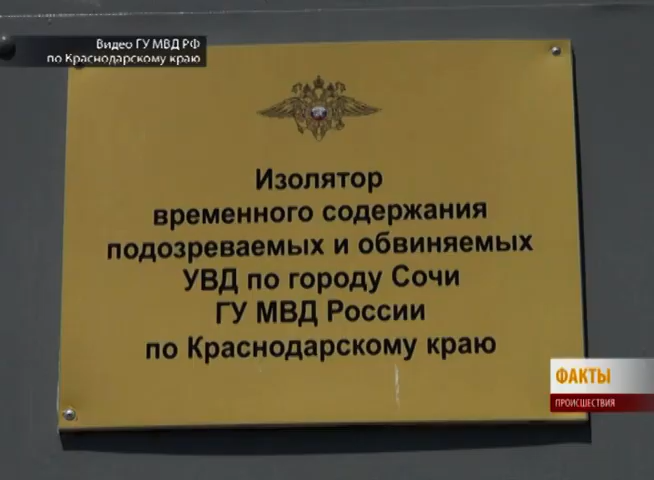 Видео ГУ МВД РФ
по Краснодарскому краю
Изолятор
временного содержания
подозреваемых и обвиняемых
УВД по городу Сочи
ГУ МВД России
по Краснодарскому краю
ФАКТЫ
ПРОИСШЕСТВИЯ